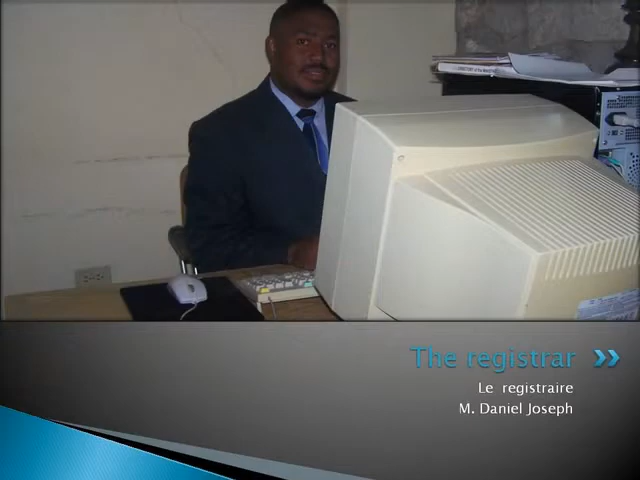 The registrar
Le registraire
M. Daniel Joseph